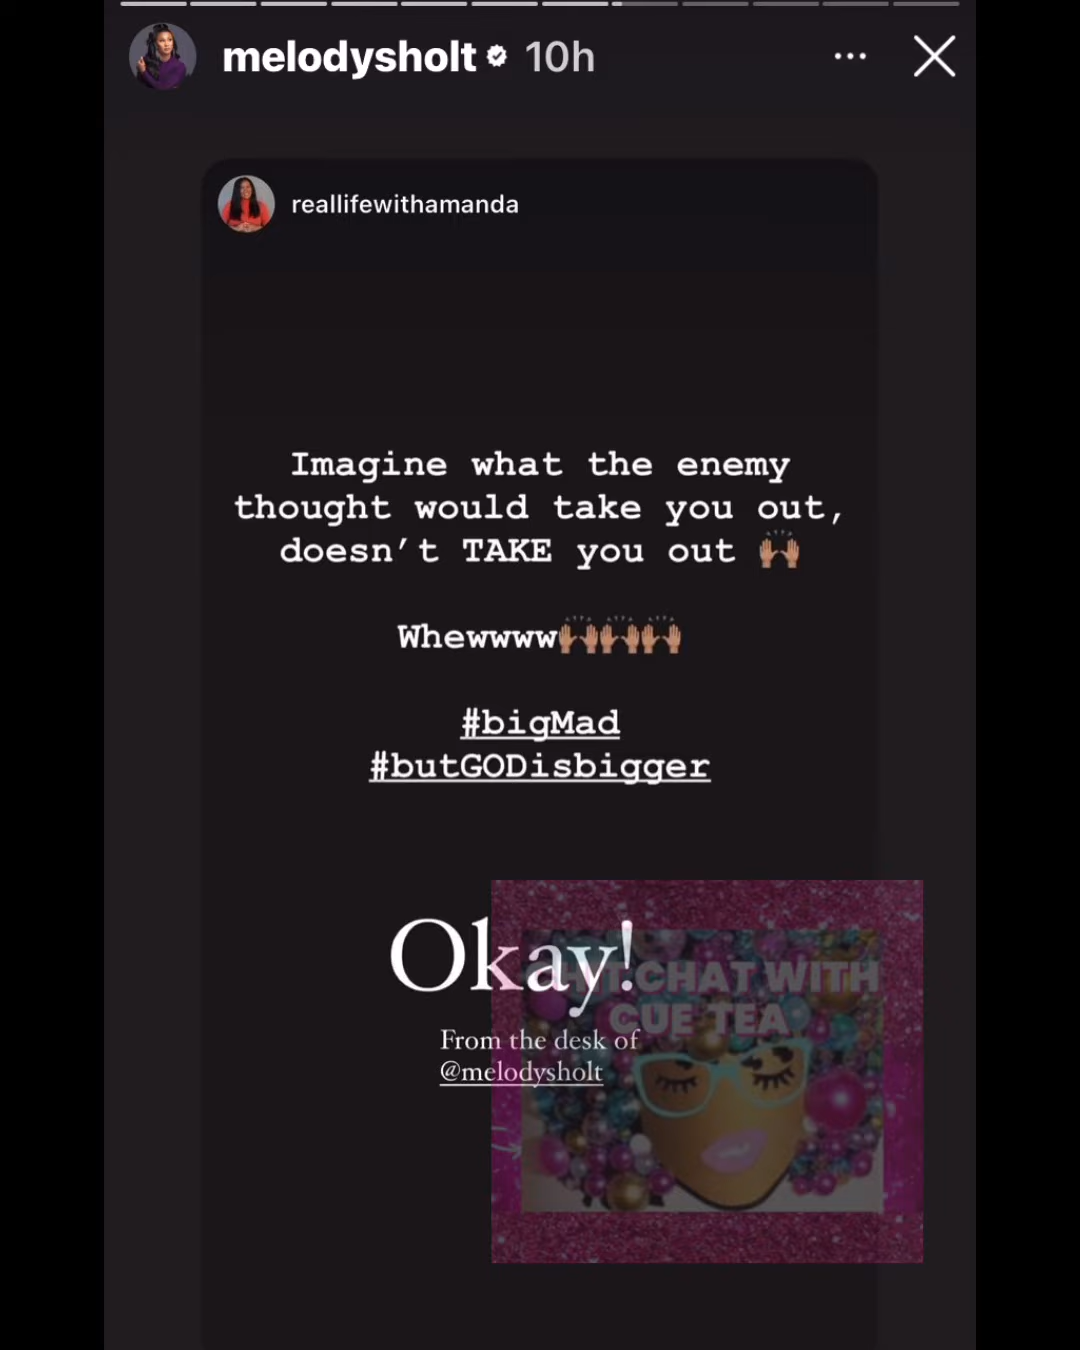 melodysholt 10h
reallifewithamanda
Imagine what the enemy
thought would take you out,
doesn’t TAKE you out 🙌🏽
Whewwww🙌🏽🙌🏽🙌🏽
#bigMad
#butGODisbigger
Okay!
CHIT CHAT WITH
CUE TEA
From the desk of
@melodysholt